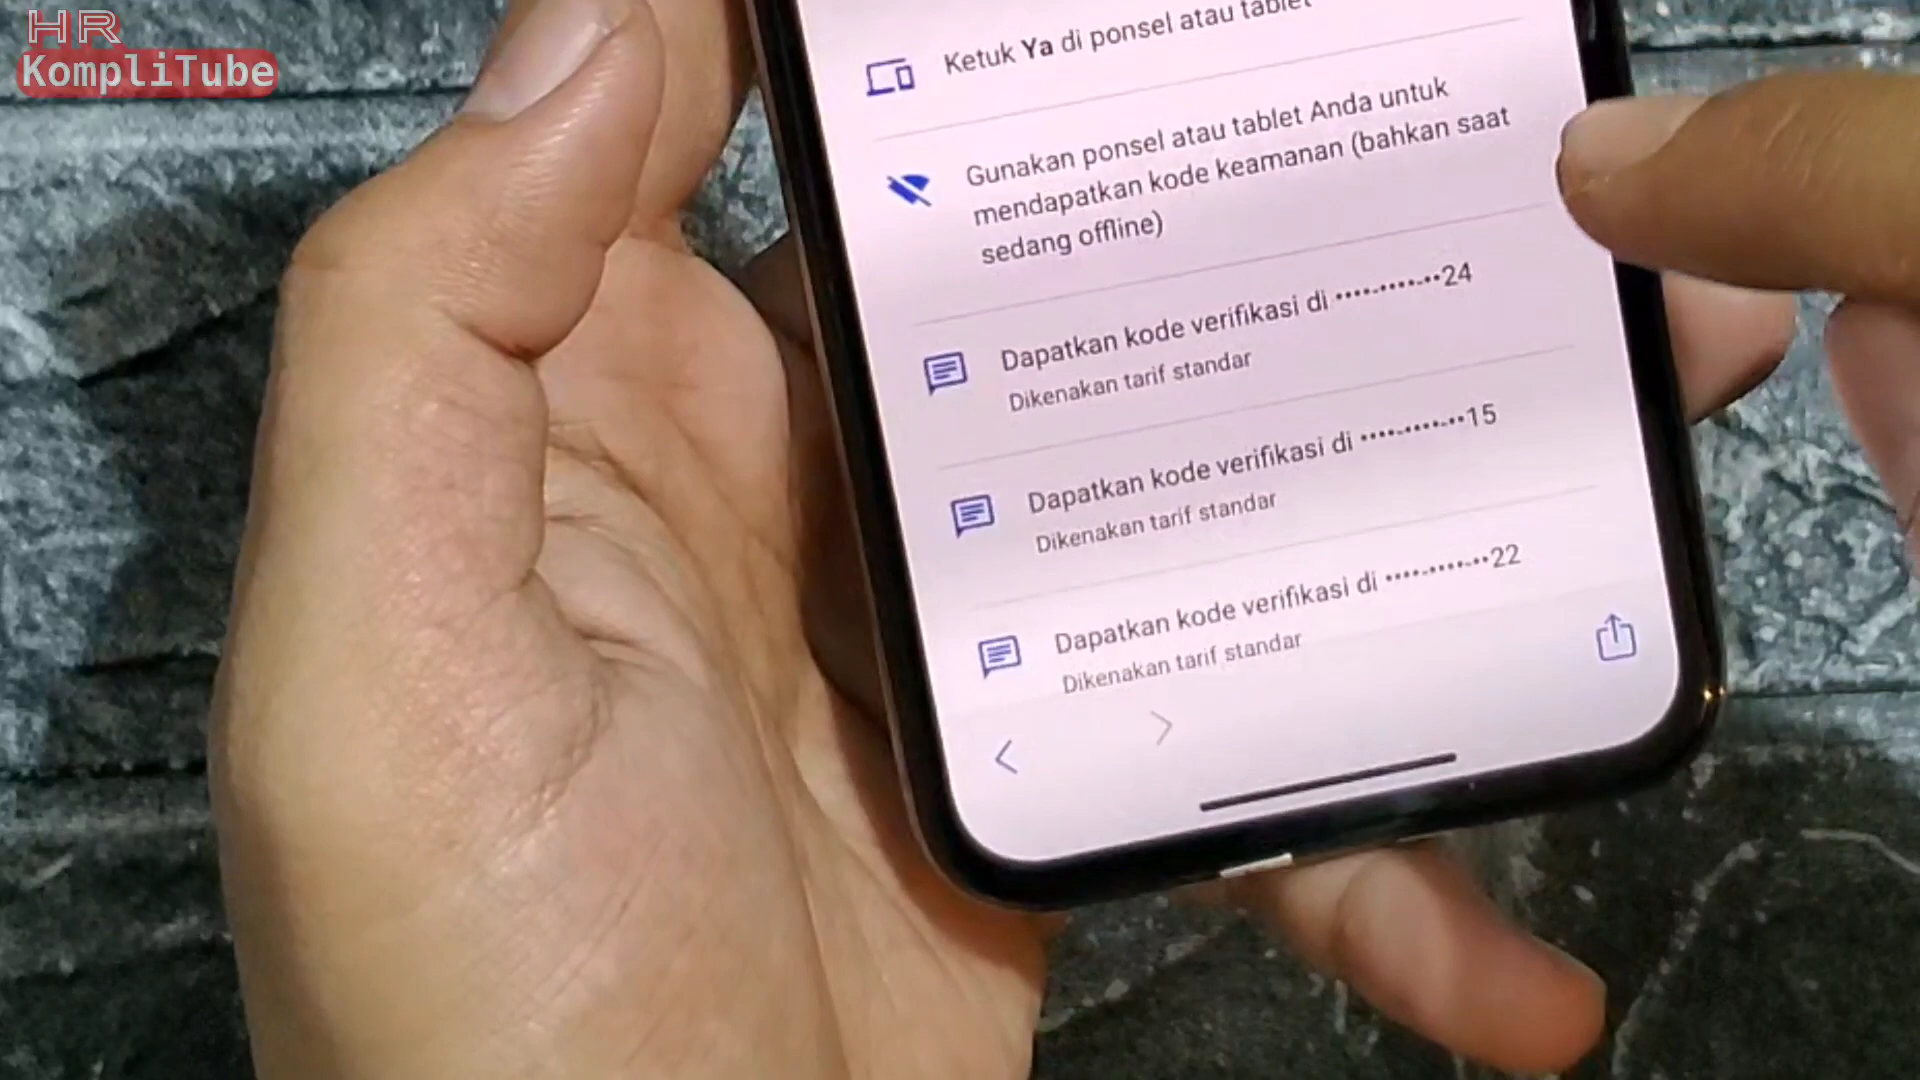 HR
KompliTube
Ketuk Ya di ponsel atau tablet
Gunakan ponsel atau tablet Anda untuk
mendapatkan kode keamanan (bahkan saat
sedang offline)
Dapatkan kode verifikasi di ••••-••••-••24
Dikenakan tarif standar
Dapatkan kode verifikasi di ••••-••••-••15
Dikenakan tarif standar
Dapatkan kode verifikasi di ••••-••••-••22
Dikenakan tarif standar